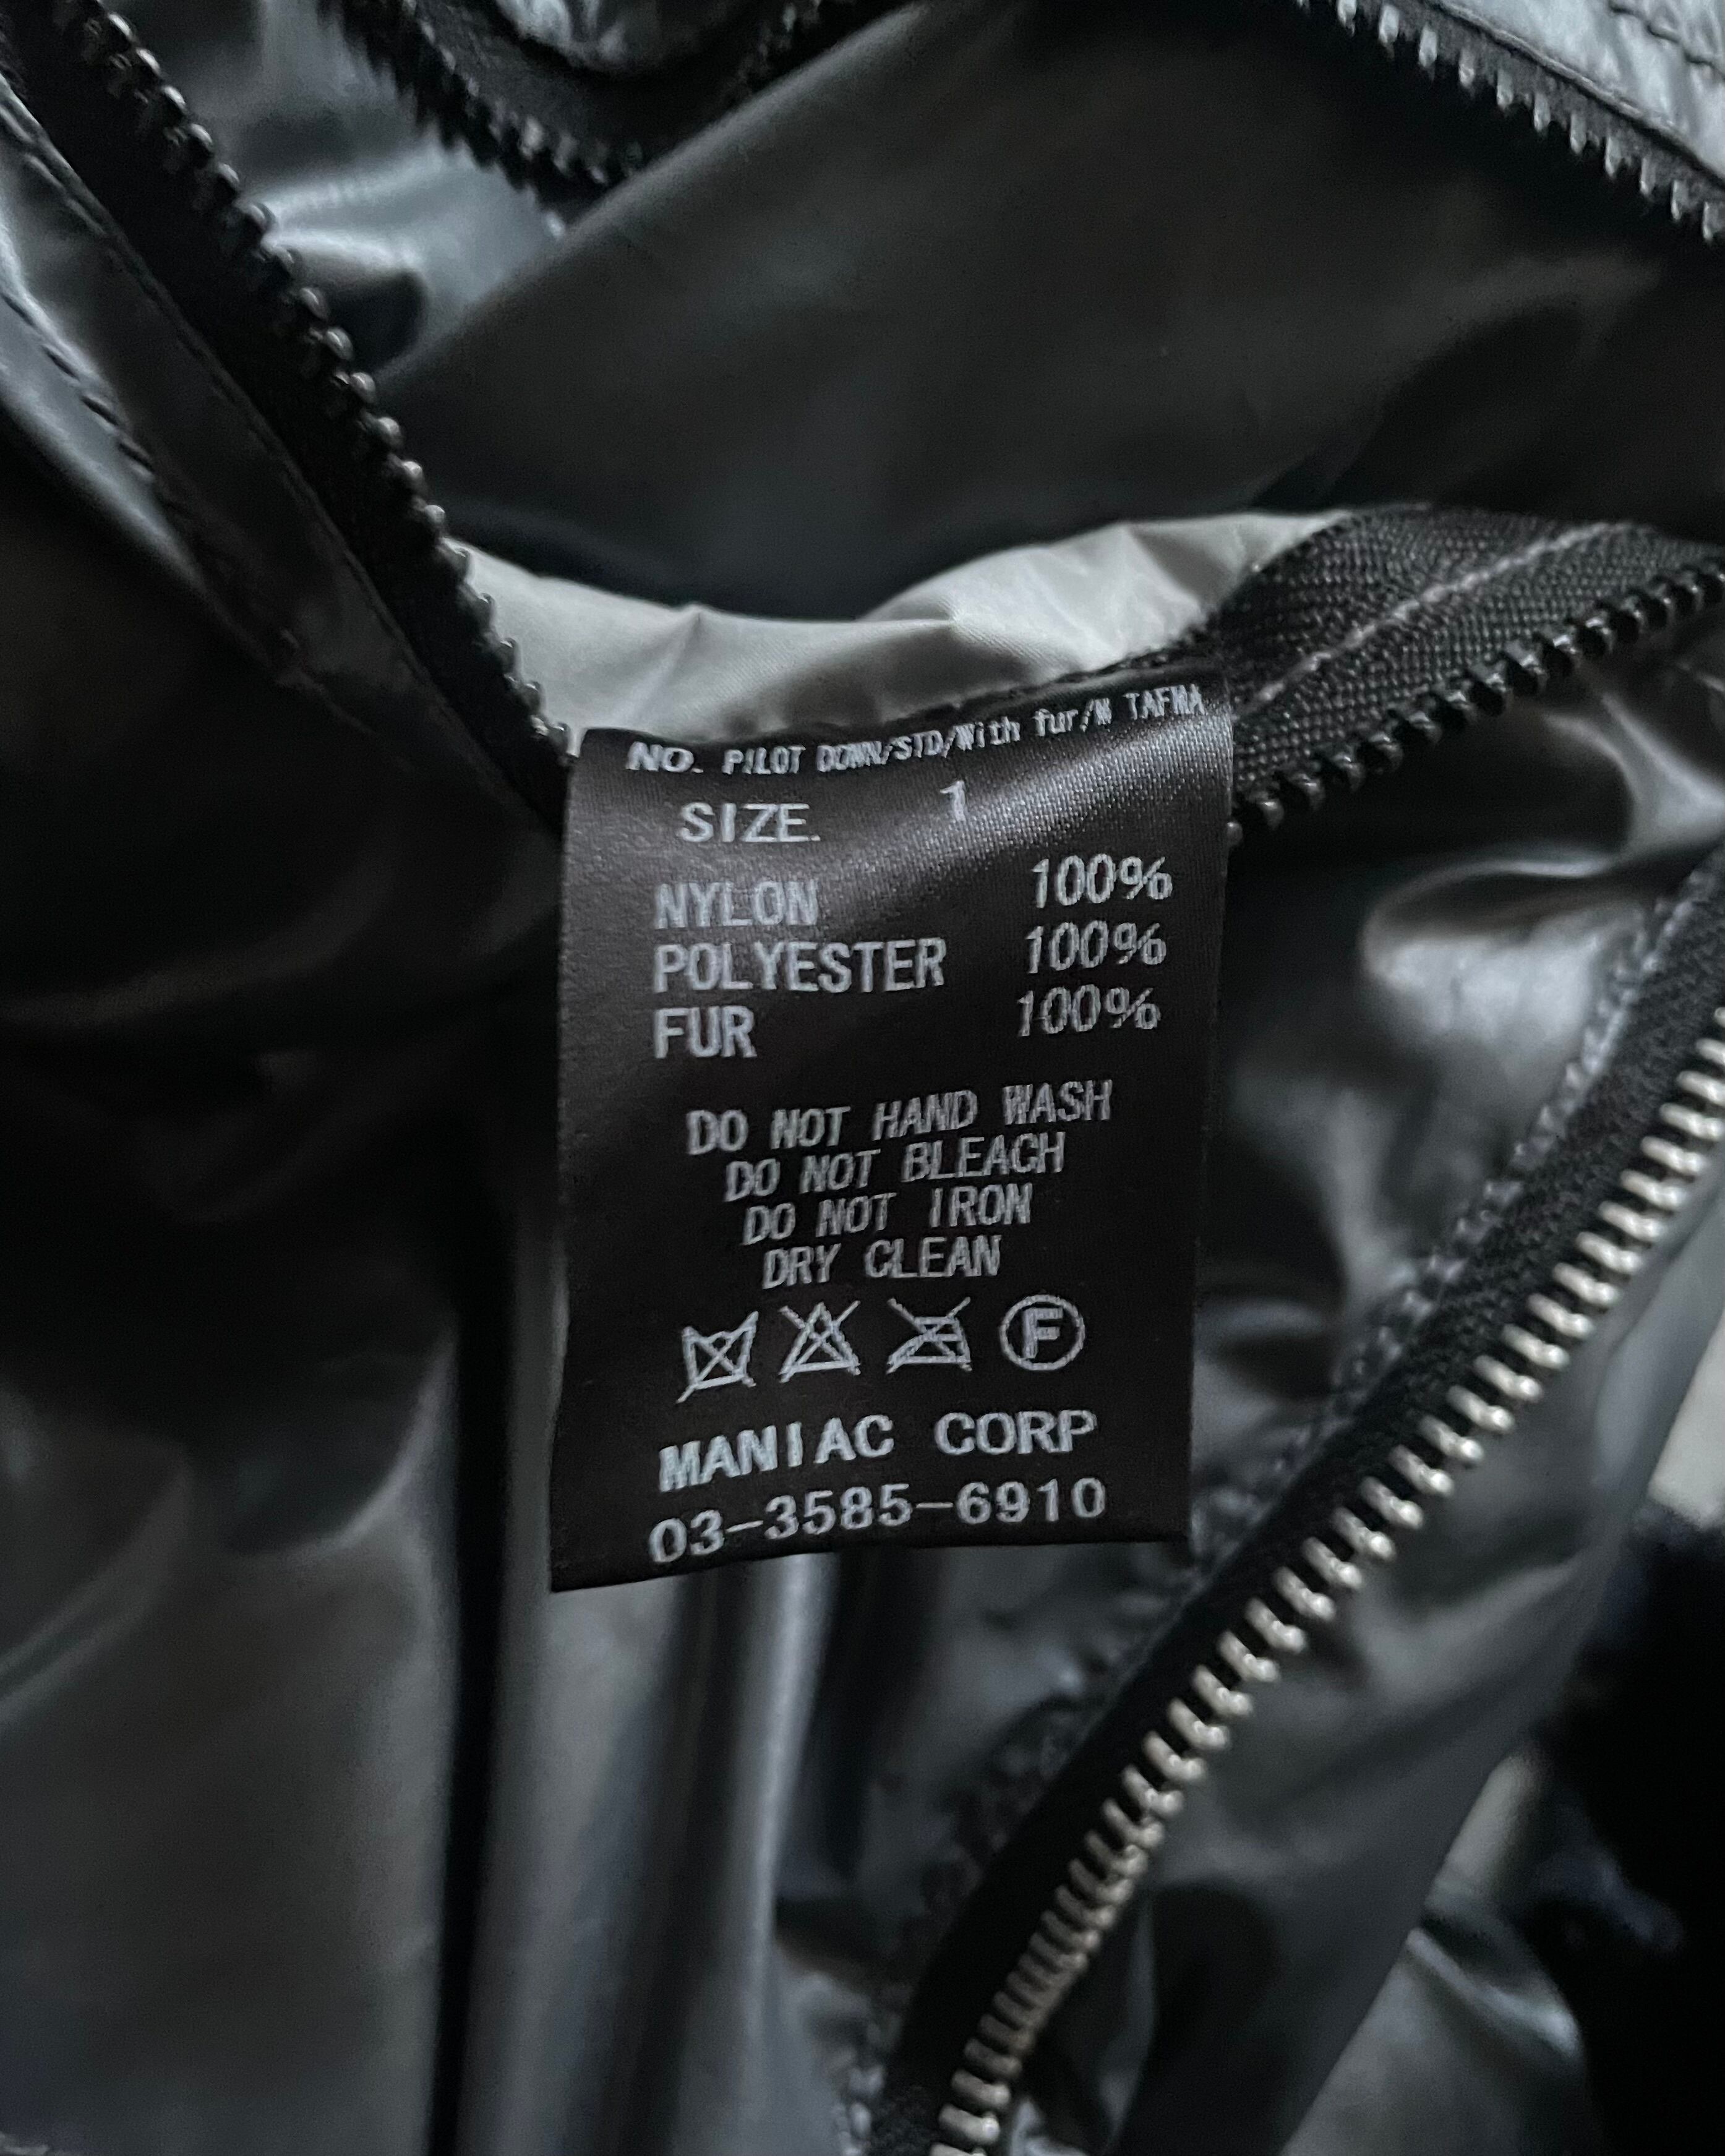 NO. PILOT DOWN/STD/With fur/N TAFMA
SIZE. 1
NYLON 100%
POLYESTER 100%
FUR 100%
DO NOT HAND WASH
DO NOT BLEACH
DO NOT IRON
DRY CLEAN
F
MANIAC CORP
03-3585-6910